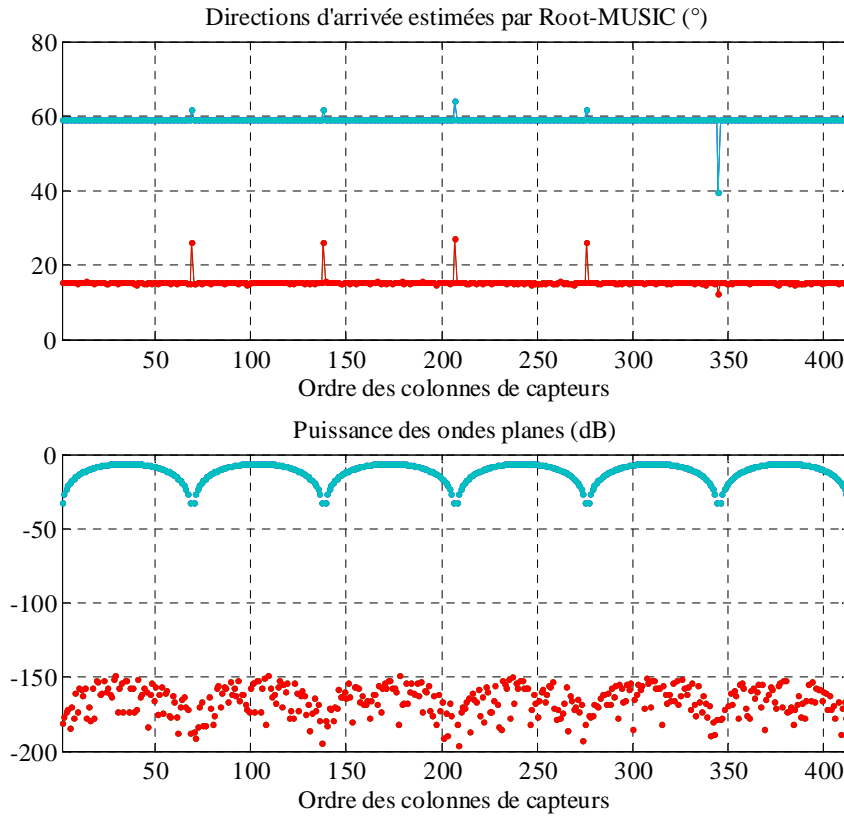 Directions d'arrivée estimées par Root-MUSIC (°)
80
60
40
20
0
50 100 150 200 250 300 350 400
Ordre des colonnes de capteurs
Puissance des ondes planes (dB)
0
-50
-100
-150
-200
50 100 150 200 250 300 350 400
Ordre des colonnes de capteurs